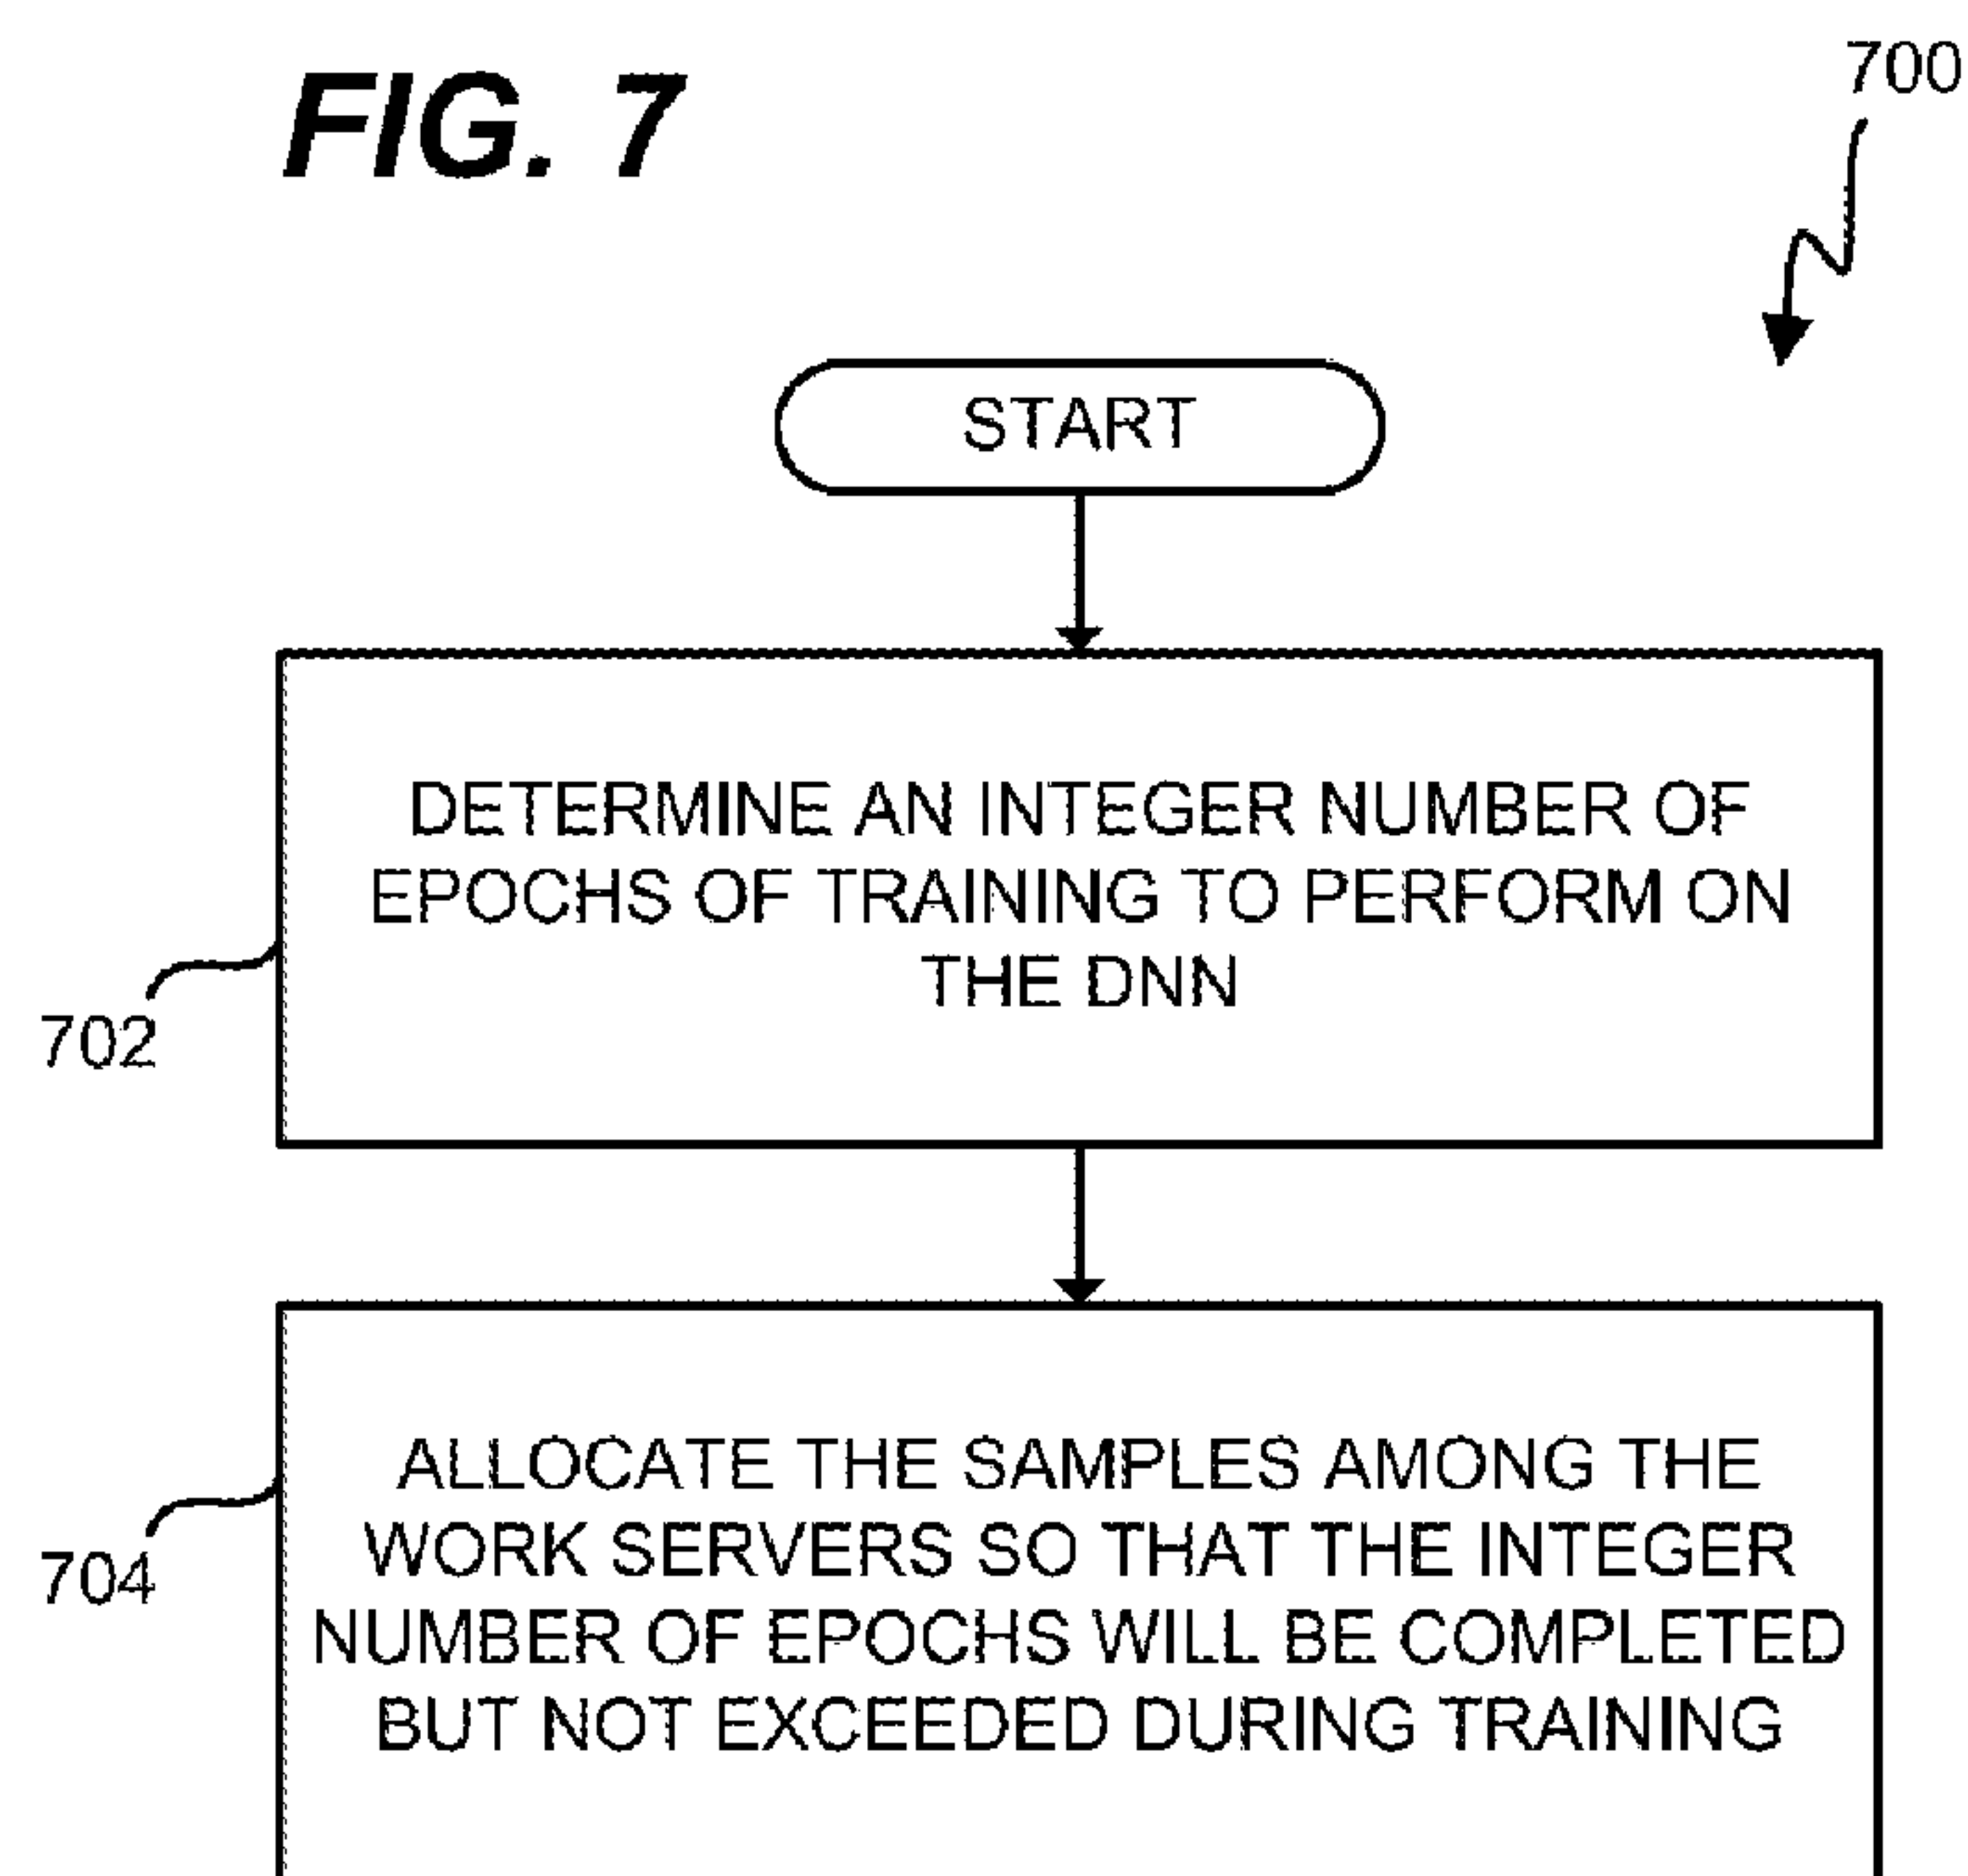 FIG. 7
700
START
DETERMINE AN INTEGER NUMBER OF
EPOCHS OF TRAINING TO PERFORM ON
THE DNN
702
ALLOCATE THE SAMPLES AMONG THE
WORK SERVERS SO THAT THE INTEGER
NUMBER OF EPOCHS WILL BE COMPLETED
BUT NOT EXCEEDED DURING TRAINING
704